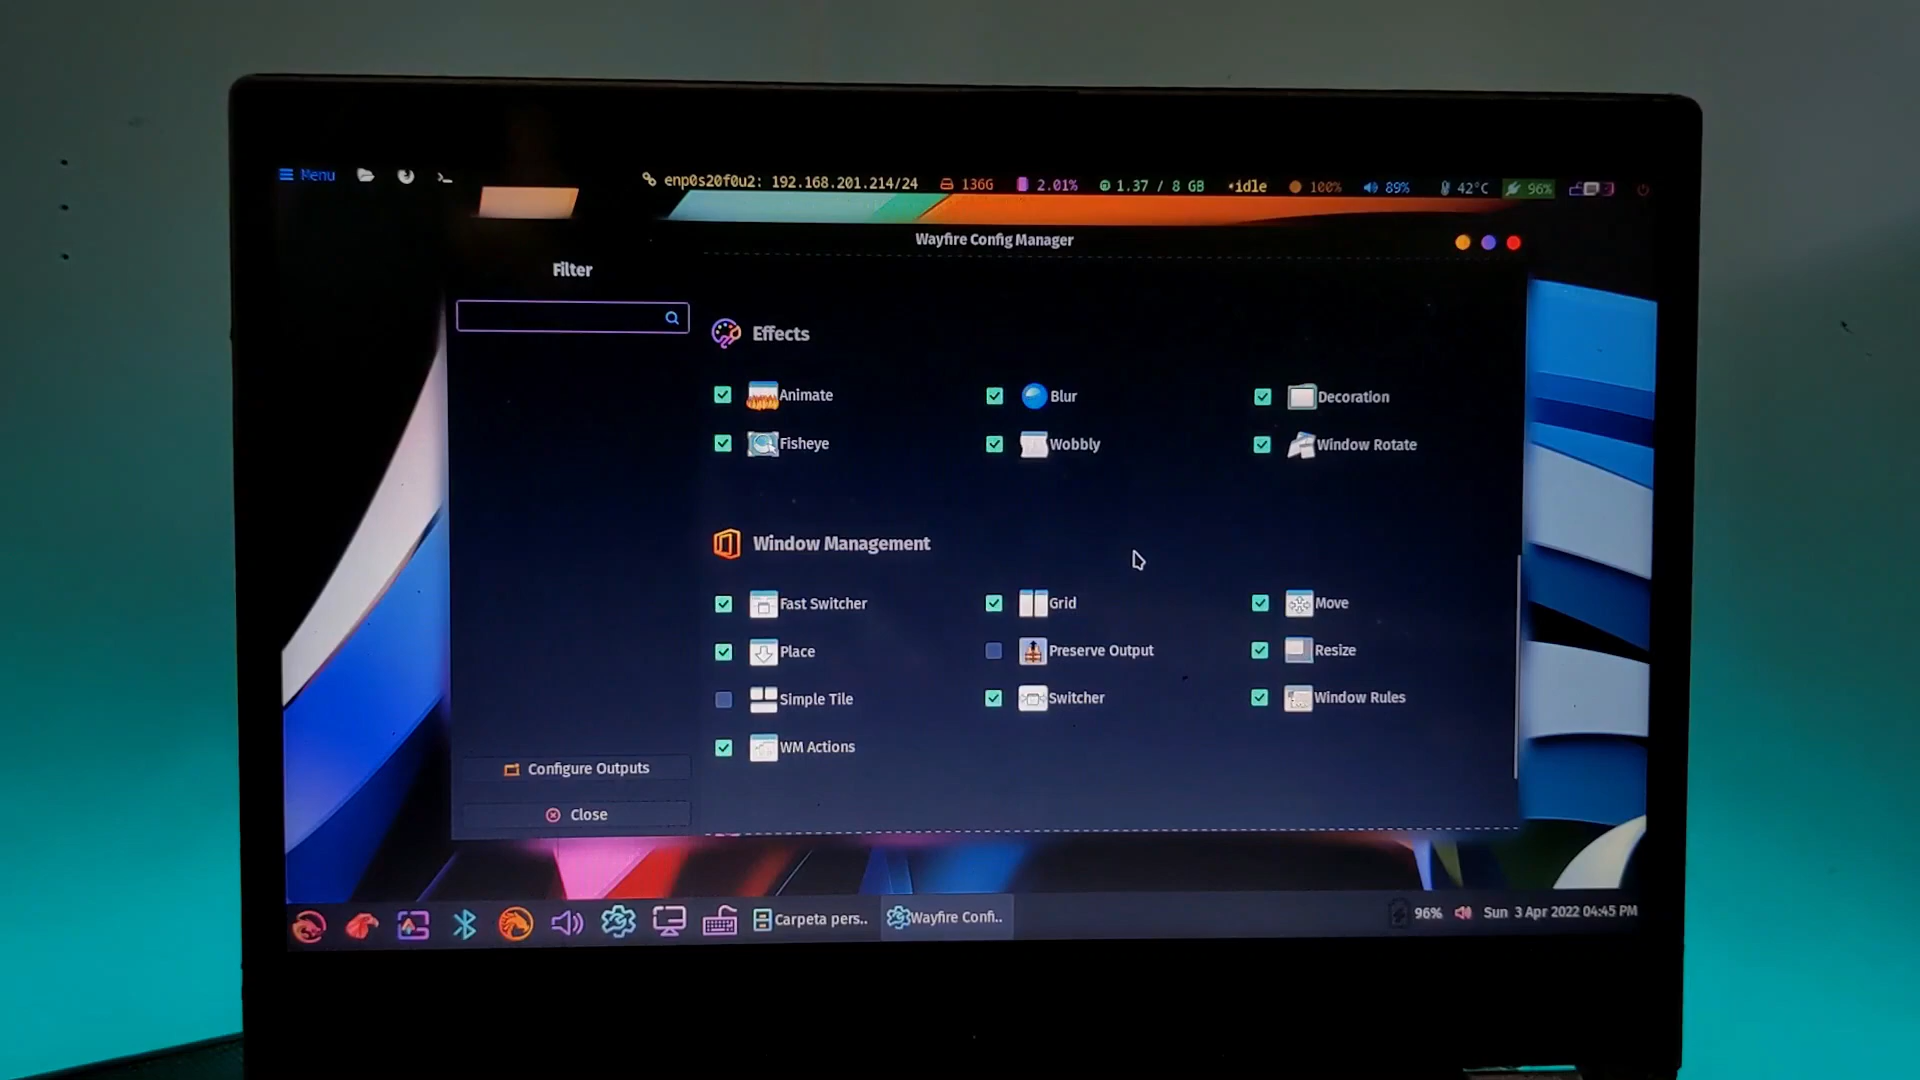 Menu enp0s20f0u2: 192.168.201.214/24 136G 2.01% 1.37 / 8 GB •idle 100% 89% 42°C 96%
Wayfire Config Manager
Filter
Effects
Animate Blur Decoration
Fisheye Wobbly Window Rotate
Window Management
Fast Switcher Grid Move
Place Preserve Output Resize
Simple Tile Switcher Window Rules
WM Actions
Configure Outputs
Close
Carpeta pers.. Wayfire Confi.. 96% Sun 3 Apr 2022 04:45 PM